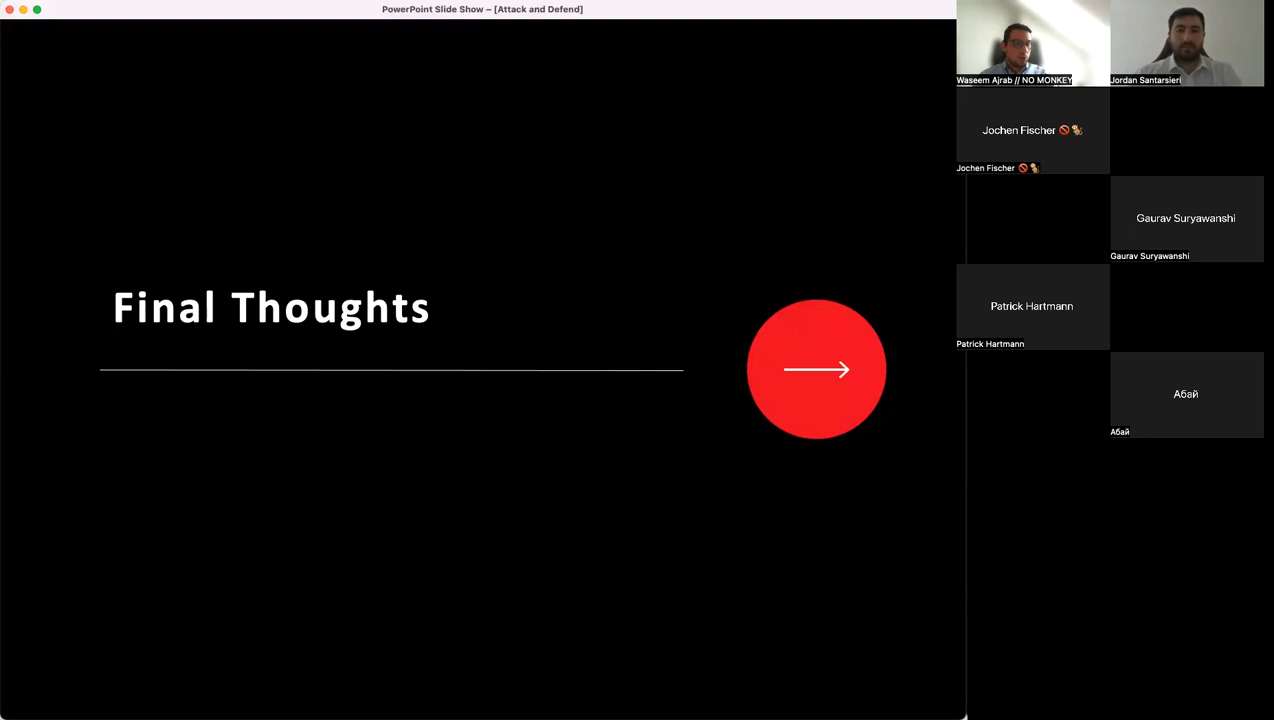 PowerPoint Slide Show – [Attack and Defend]
Final Thoughts
Waseem Ajrab // NO MONKEY
Jordan Santarsieri
Jochen Fischer 🚫🐒
Jochen Fischer 🚫🐒
Gaurav Suryawanshi
Gaurav Suryawanshi
Patrick Hartmann
Patrick Hartmann
Абай
Абай